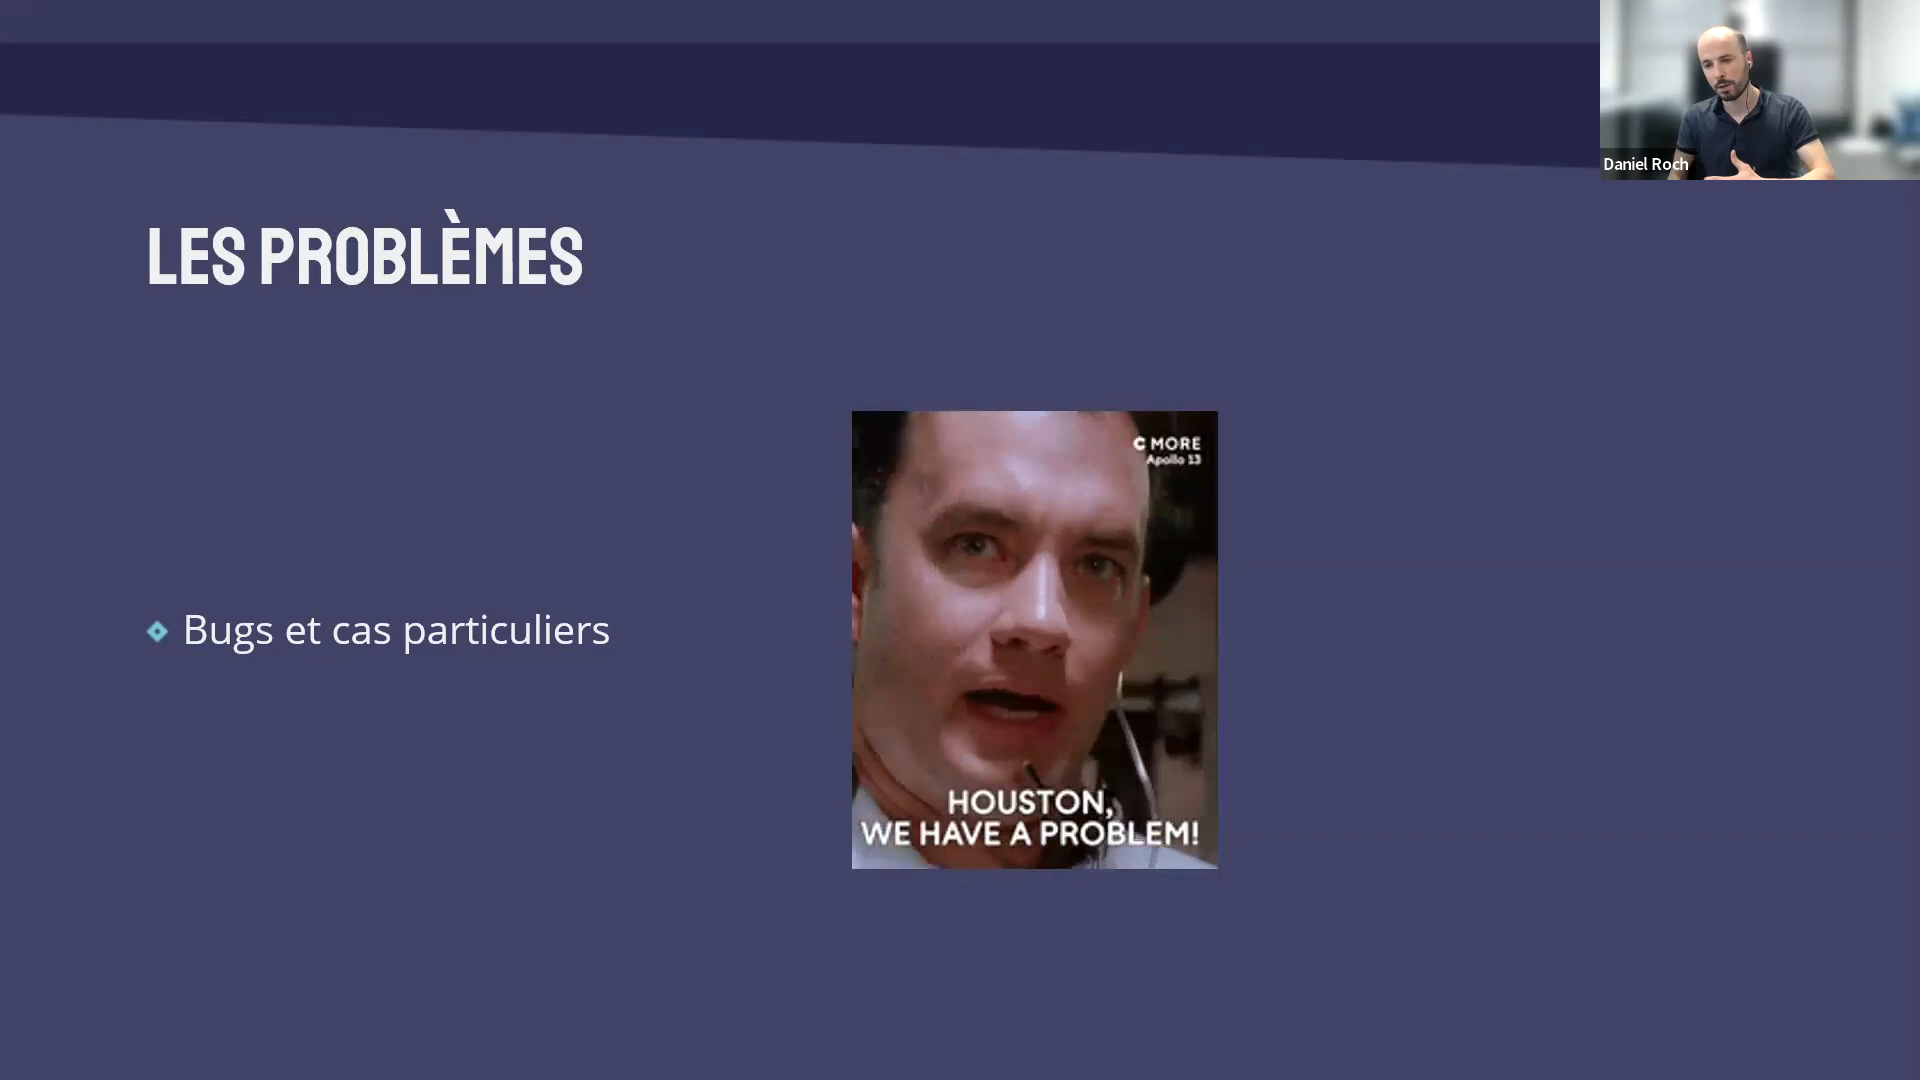 Daniel Roch
LES PROBLÈMES
C MORE
Apollo 13
Bugs et cas particuliers
HOUSTON,
WE HAVE A PROBLEM!